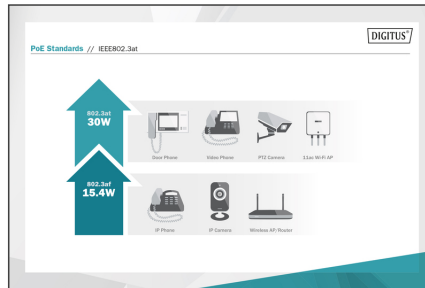 DIGITUS®
PoE Standards // IEEE802.3at
802.3at
30W
Door Phone Video Phone PTZ Camera 11ac Wi-Fi AP
802.3af
15.4W
IP Phone IP Camera Wireless AP/Router